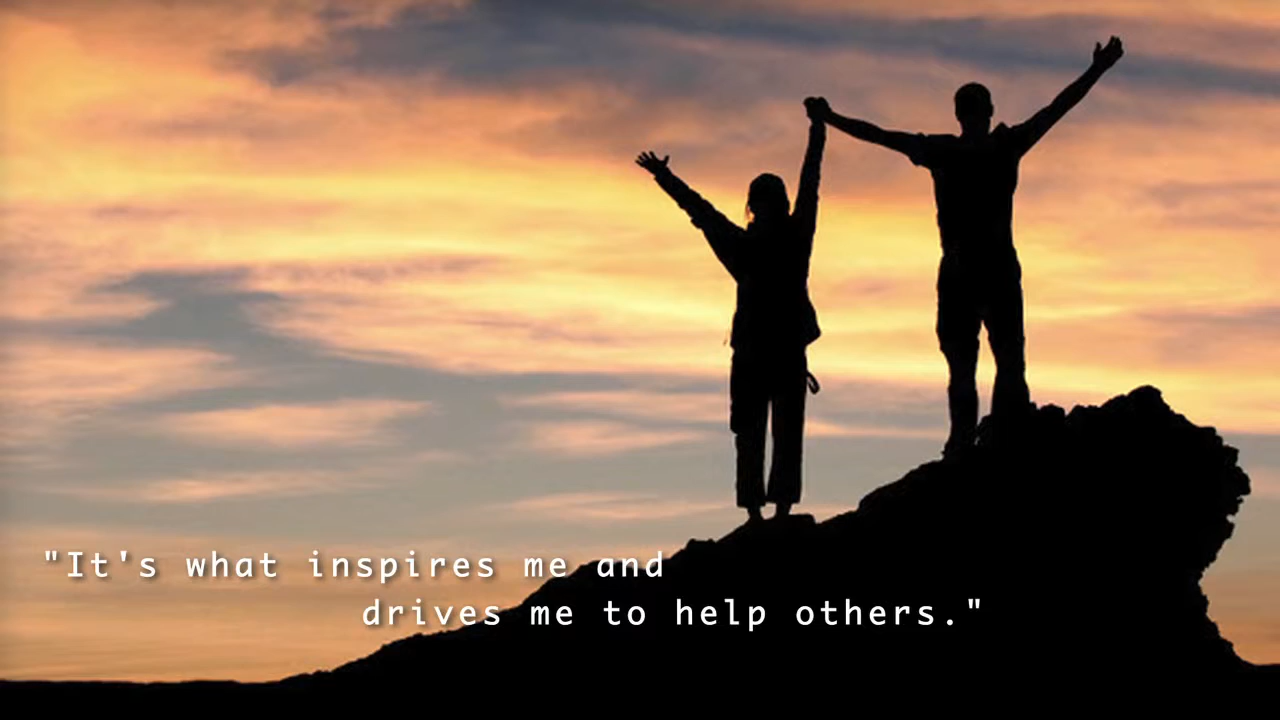 "It's what inspires me and
drives me to help others."